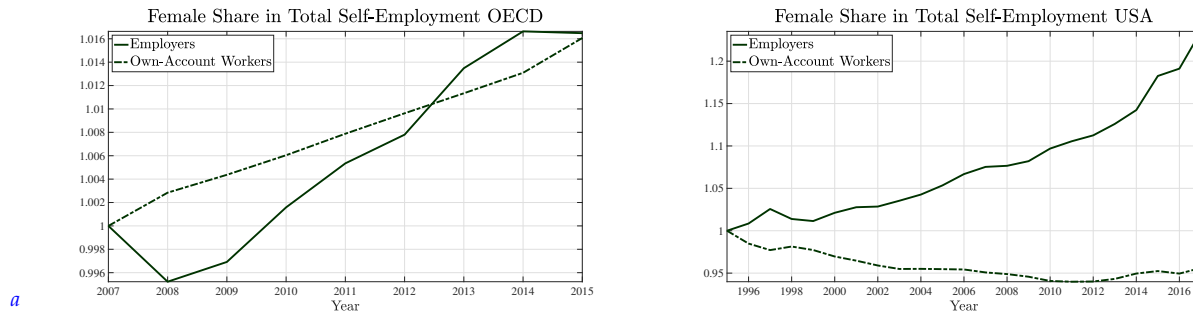 Female Share in Total Self-Employment OECD
1.016
1.014
1.012
1.01
1.008
1.006
1.004
1.002
1
0.998
0.996
Employers
Own-Account Workers
2007 2008 2009 2010 2011 2012 2013 2014 2015
Year
Female Share in Total Self-Employment USA
1.2
1.15
1.1
1.05
1
0.95
Employers
Own-Account Workers
1996 1998 2000 2002 2004 2006 2008 2010 2012 2014 2016
Year
a